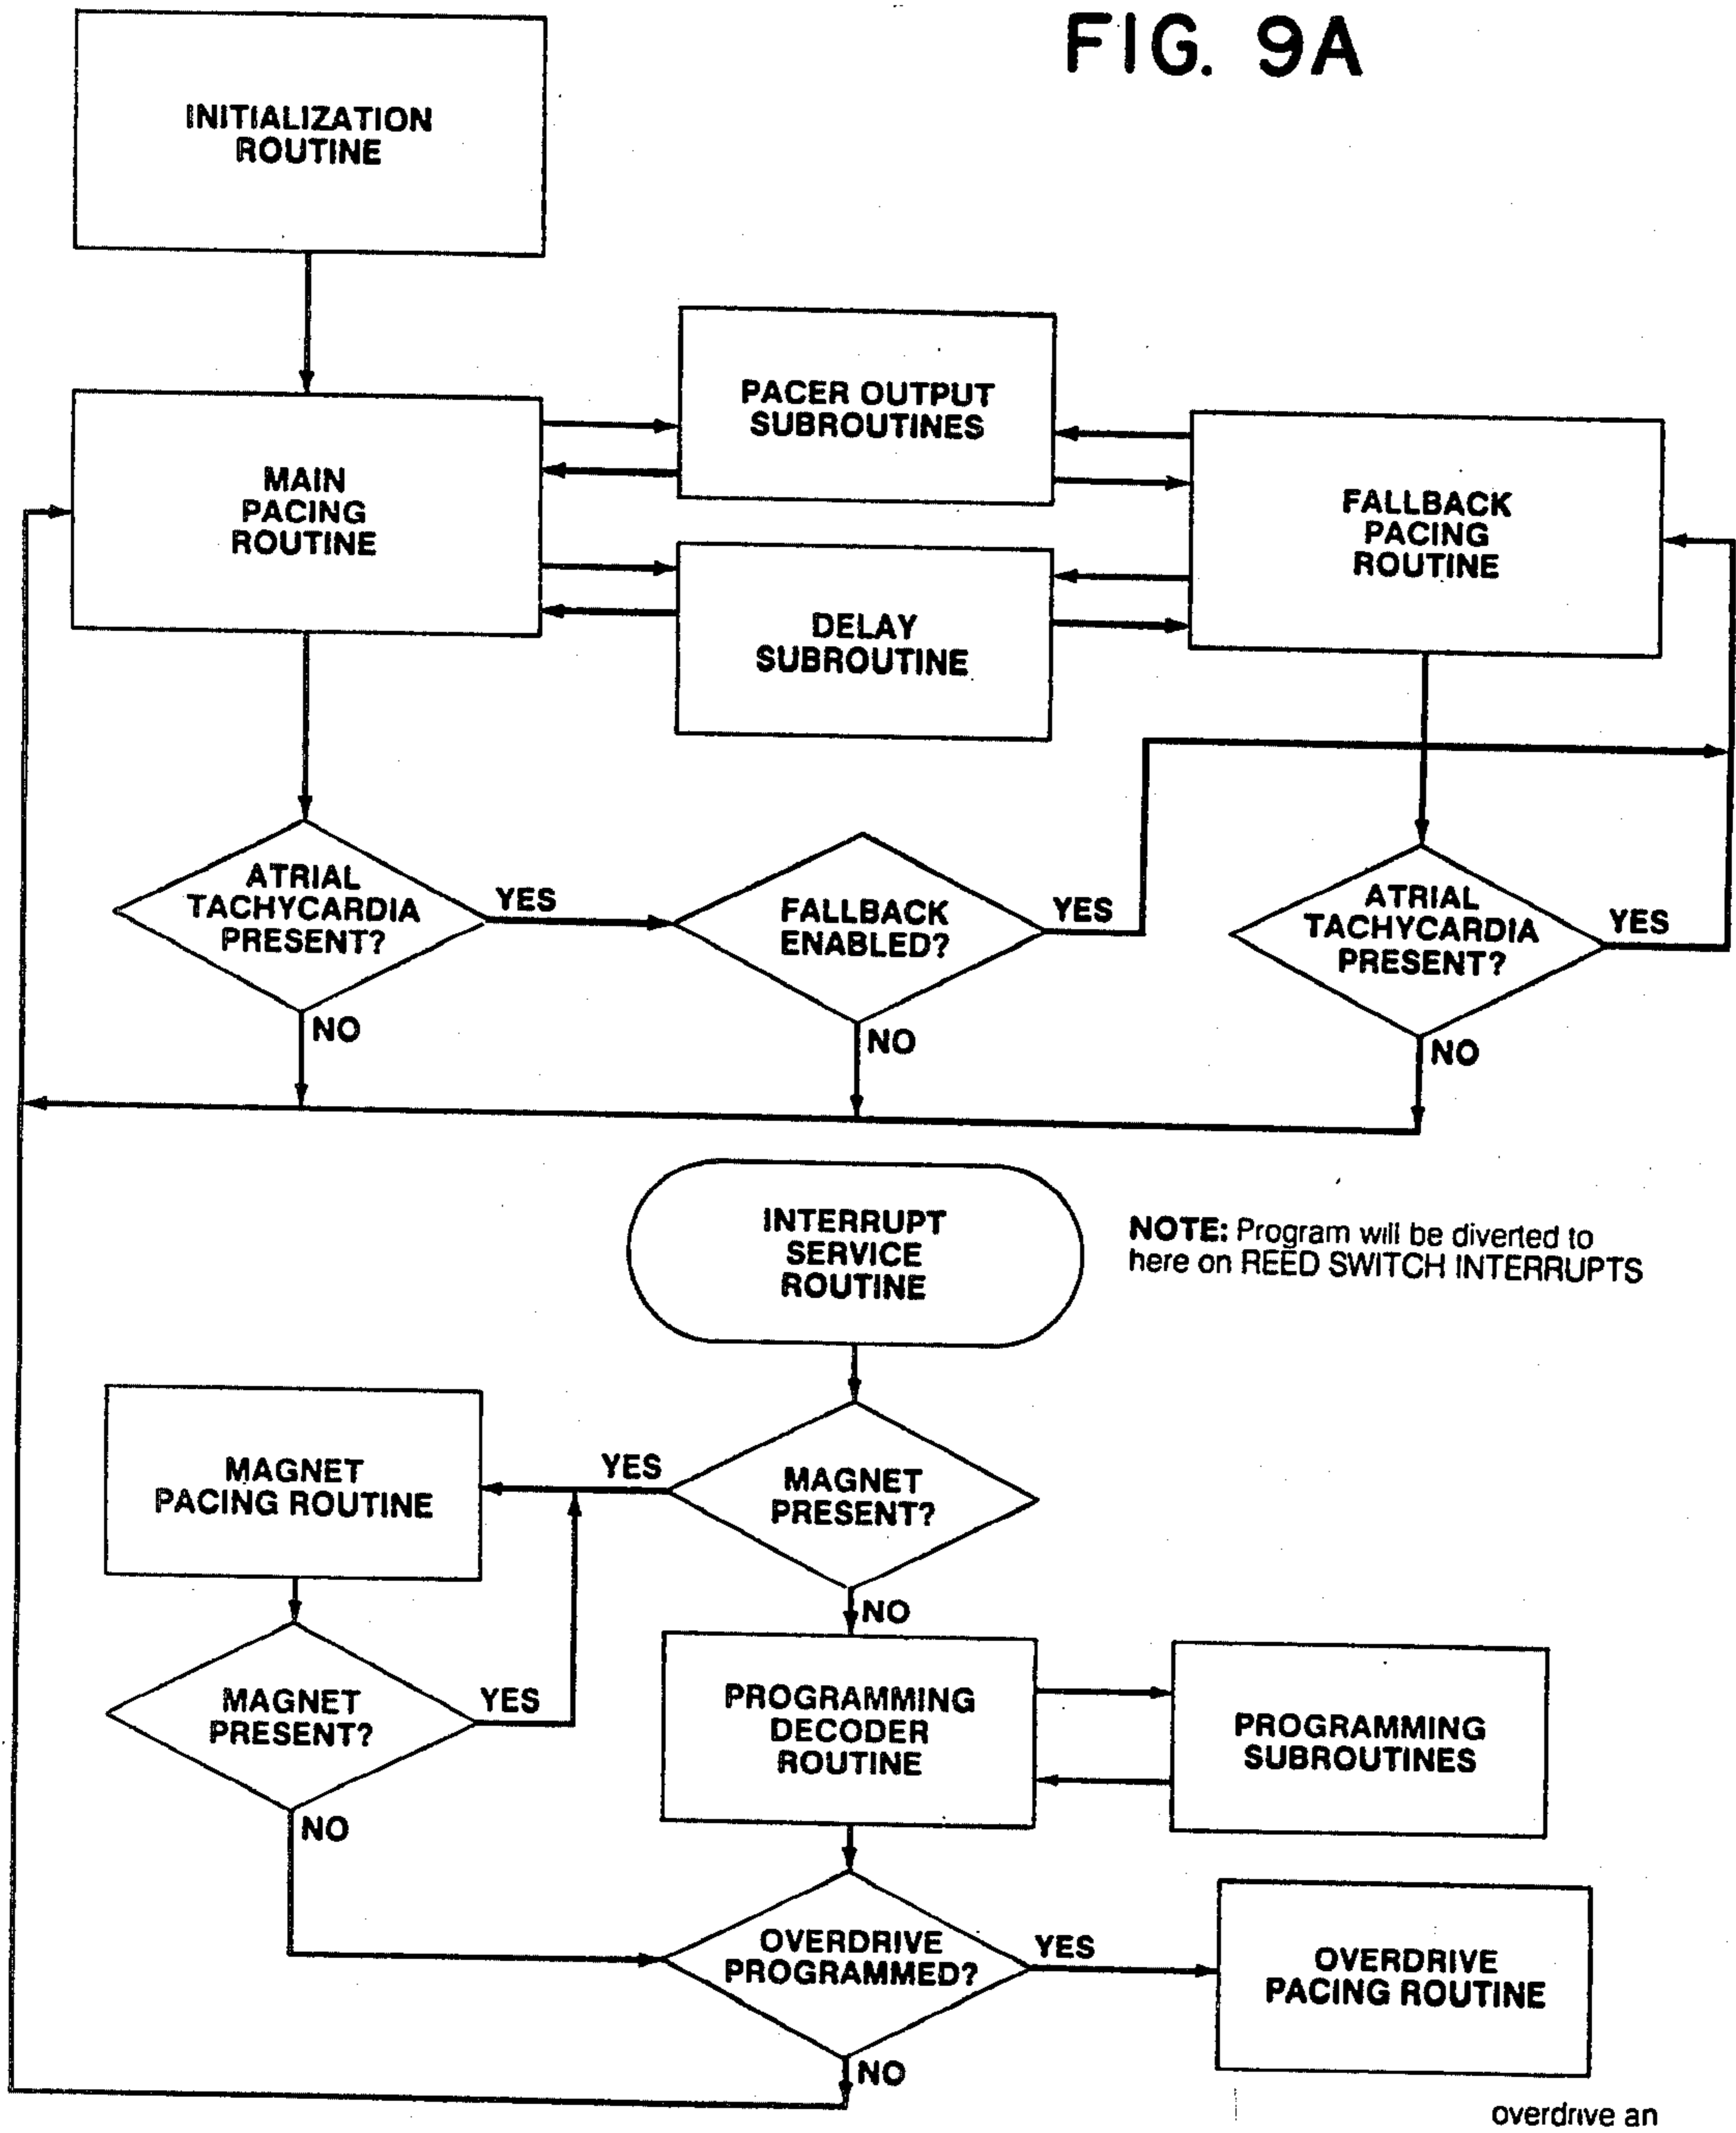 FIG. 9A
INITIALIZATION
ROUTINE
PACER OUTPUT
SUBROUTINES
MAIN
PACING
ROUTINE
FALLBACK
PACING
ROUTINE
DELAY
SUBROUTINE
ATRIAL
TACHYCARDIA
PRESENT?
YES
NO
FALLBACK
ENABLED?
YES
NO
ATRIAL
TACHYCARDIA
PRESENT?
YES
NO
INTERRUPT
SERVICE
ROUTINE
NOTE: Program will be diverted to
here on REED SWITCH INTERRUPTS
MAGNET
PRESENT?
YES
NO
MAGNET
PACING ROUTINE
MAGNET
PRESENT?
YES
NO
PROGRAMMING
DECODER
ROUTINE
PROGRAMMING
SUBROUTINES
OVERDRIVE
PROGRAMMED?
YES
NO
OVERDRIVE
PACING ROUTINE
overdrive an